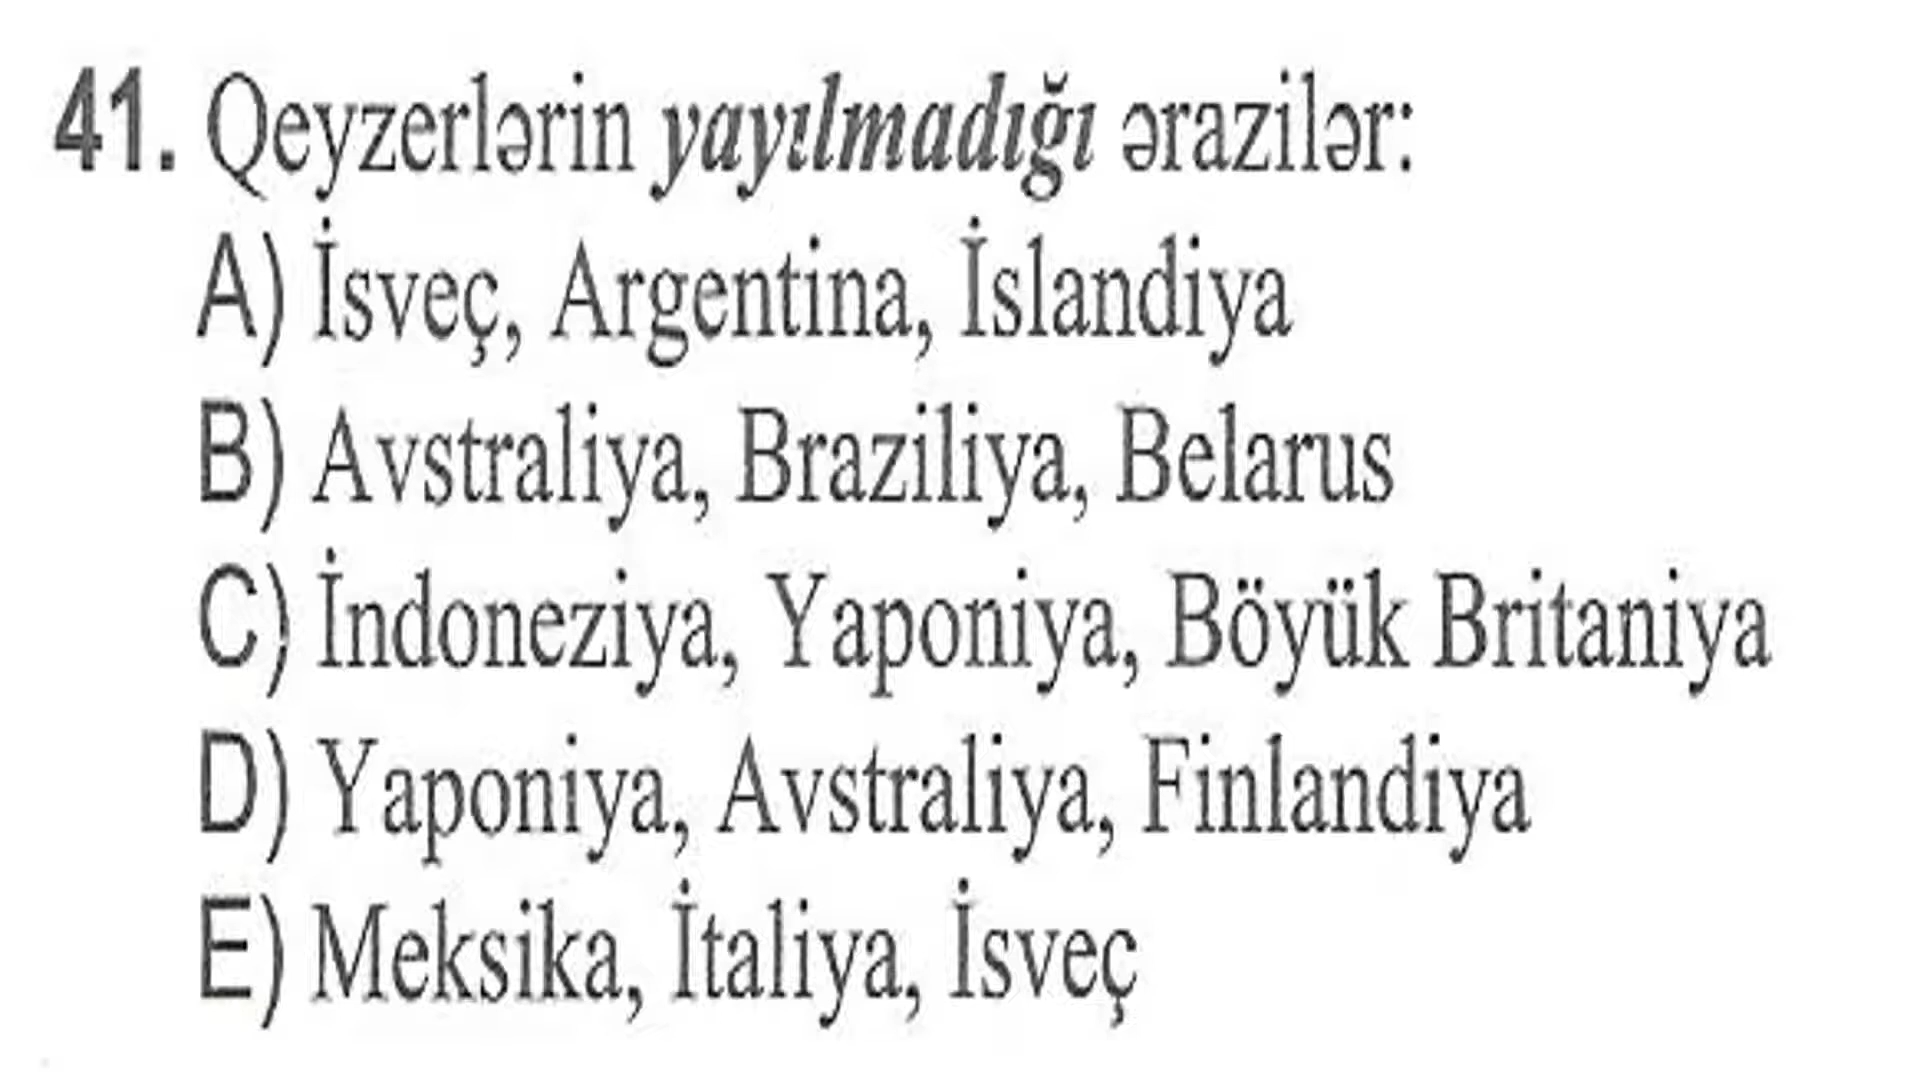 41. Qeyzerlərin yayılmadığı ərazilər:
A) İsveç, Argentina, İslandiya
B) Avstraliya, Braziliya, Belarus
C) İndoneziya, Yaponiya, Böyük Britaniya
D) Yaponiya, Avstraliya, Finlandiya
E) Meksika, İtaliya, İsveç